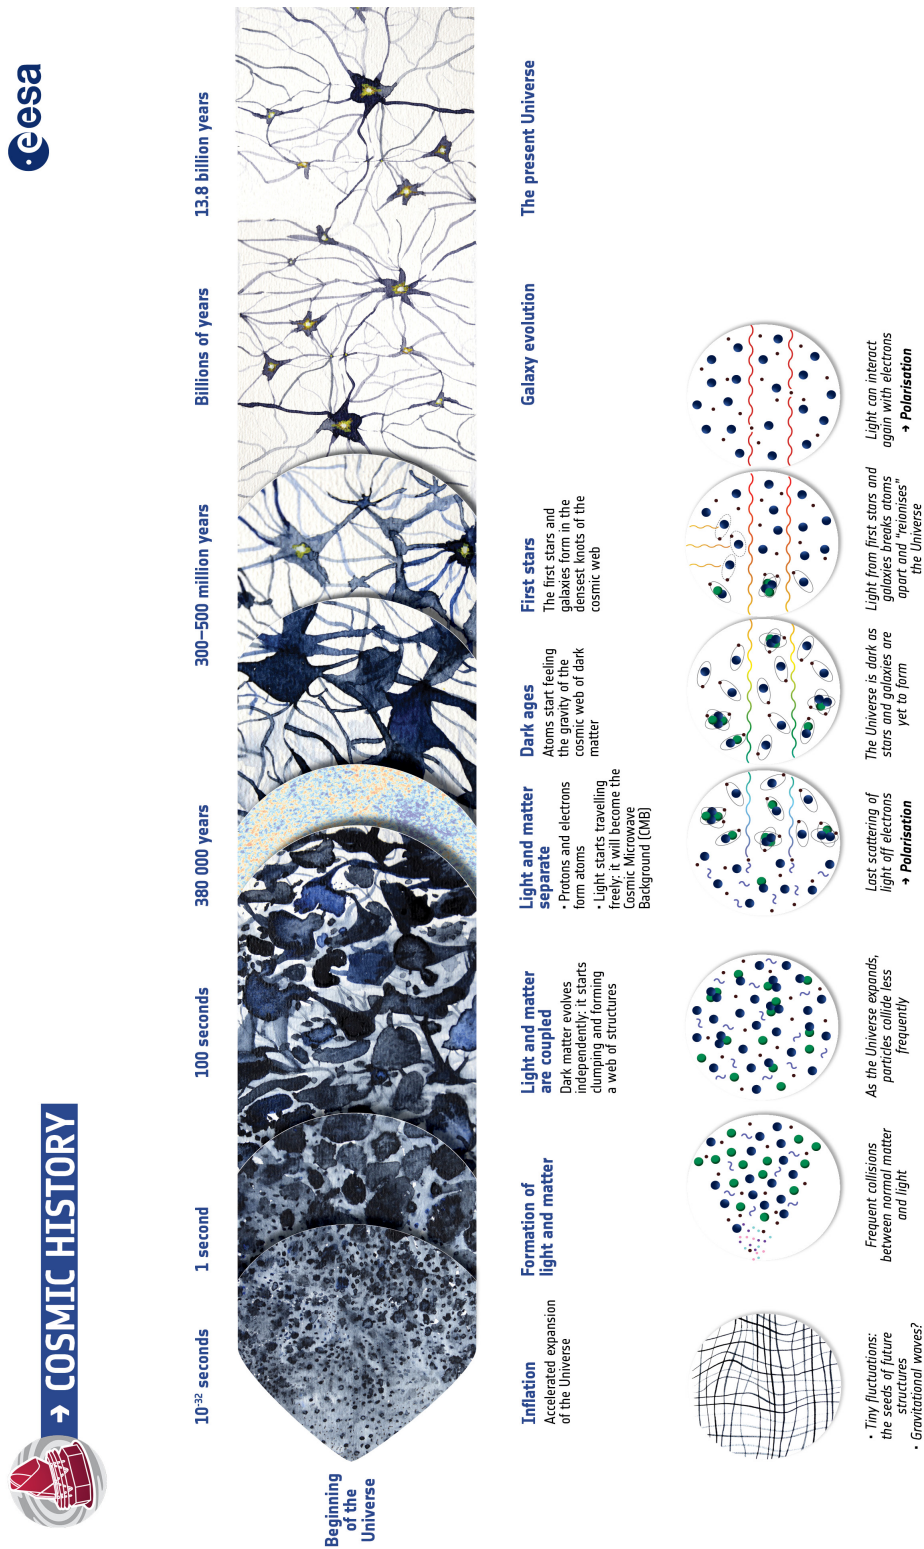 → COSMIC HISTORY
esa
Beginning
of the
Universe
10⁻³² seconds
1 second
100 seconds
380 000 years
300–500 million years
Billions of years
13.8 billion years
Inflation
Accelerated expansion
of the Universe
Formation of
light and matter
Light and matter
are coupled
Dark matter evolves
independently: it starts
clumping and forming
a web of structures
Light and matter
separate
• Protons and electrons
form atoms
• Light starts travelling
freely: it will become the
Cosmic Microwave
Background (CMB)
Dark ages
Atoms start feeling
the gravity of the
cosmic web of dark
matter
First stars
The first stars and
galaxies form in the
densest knots of the
cosmic web
Galaxy evolution
The present Universe
• Tiny fluctuations:
the seeds of future
structures
• Gravitational waves?
Frequent collisions
between normal matter
and light
As the Universe expands,
particles collide less
frequently
Last scattering of
light off electrons
→ Polarisation
The Universe is dark as
stars and galaxies are
yet to form
Light from first stars and
galaxies breaks atoms
apart and "reionises"
the Universe
Light can interact
again with electrons
→ Polarisation